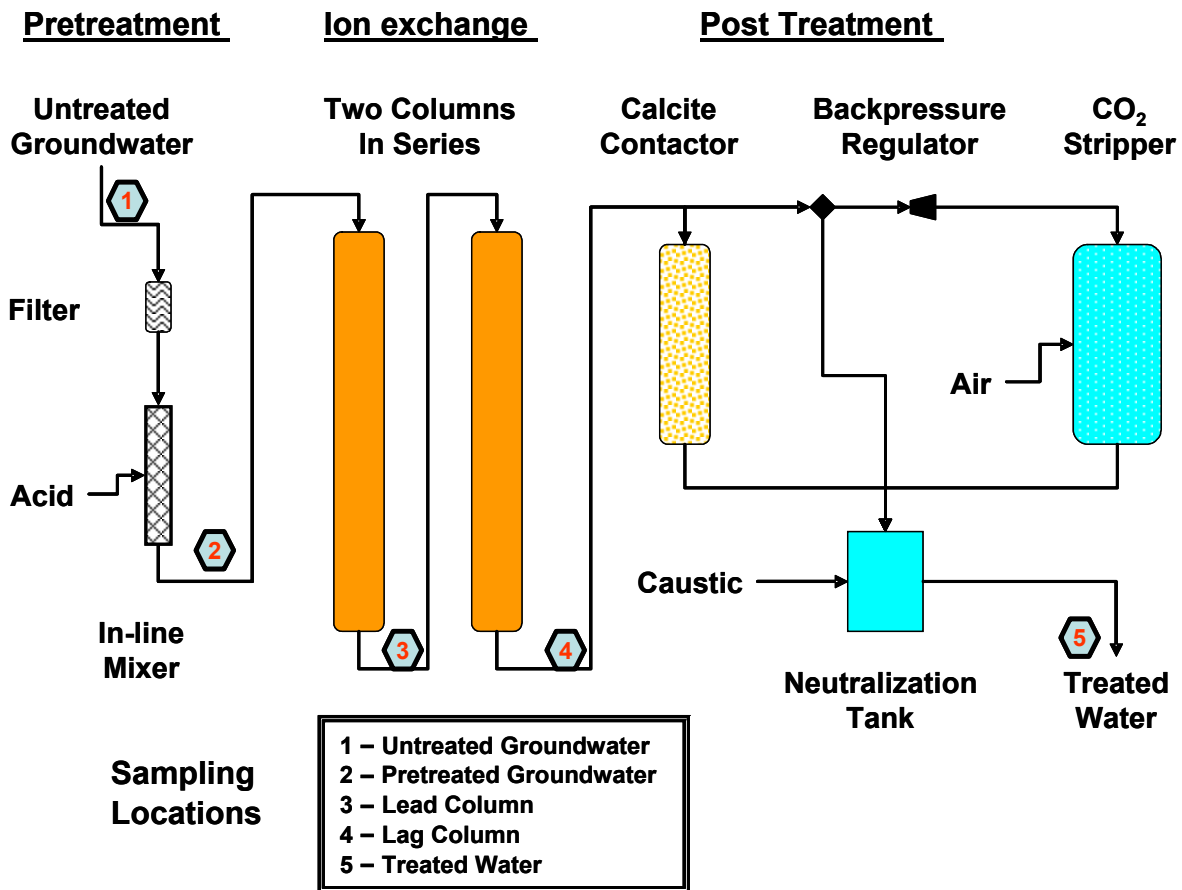 Pretreatment
Ion exchange
Post Treatment
Untreated
Groundwater
Two Columns
In Series
Calcite
Contactor
Backpressure
Regulator
CO₂
Stripper
1
Filter
Air
Acid
2
Caustic
In-line
Mixer
3
4
5
Neutralization
Tank
Treated
Water
Sampling
Locations
1 – Untreated Groundwater
2 – Pretreated Groundwater
3 – Lead Column
4 – Lag Column
5 – Treated Water